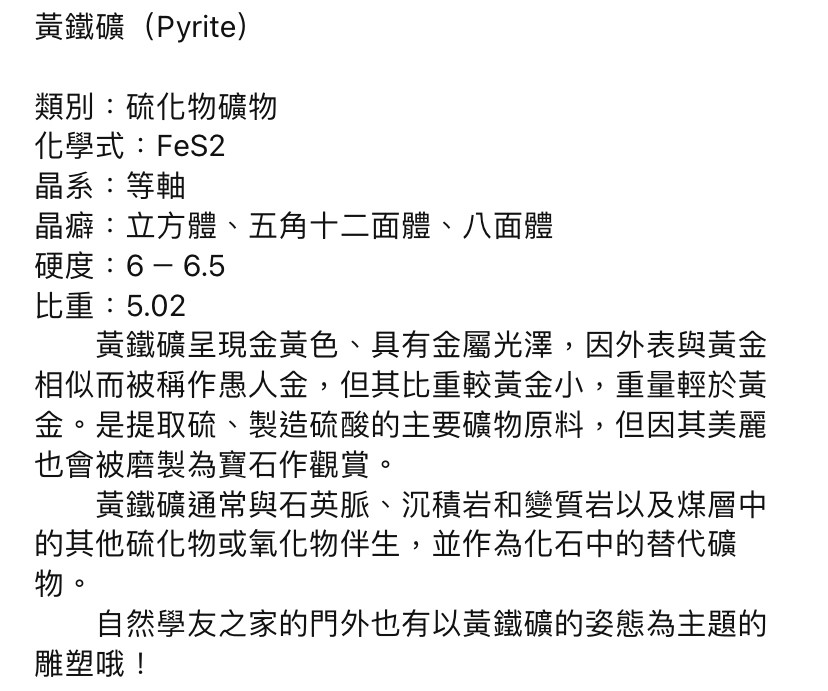 黃鐵礦（Pyrite）
類別：硫化物礦物
化學式：FeS2
晶系：等軸
晶癖：立方體、五角十二面體、八面體
硬度：6 – 6.5
比重：5.02
黃鐵礦呈現金黃色、具有金屬光澤，因外表與黃金
相似而被稱作愚人金，但其比重較黃金小，重量輕於黃
金。是提取硫、製造硫酸的主要礦物原料，但因其美麗
也會被磨製為寶石作觀賞。
黃鐵礦通常與石英脈、沉積岩和變質岩以及煤層中
的其他硫化物或氧化物伴生，並作為化石中的替代礦
物。
自然學友之家的門外也有以黃鐵礦的姿態為主題的
雕塑哦！